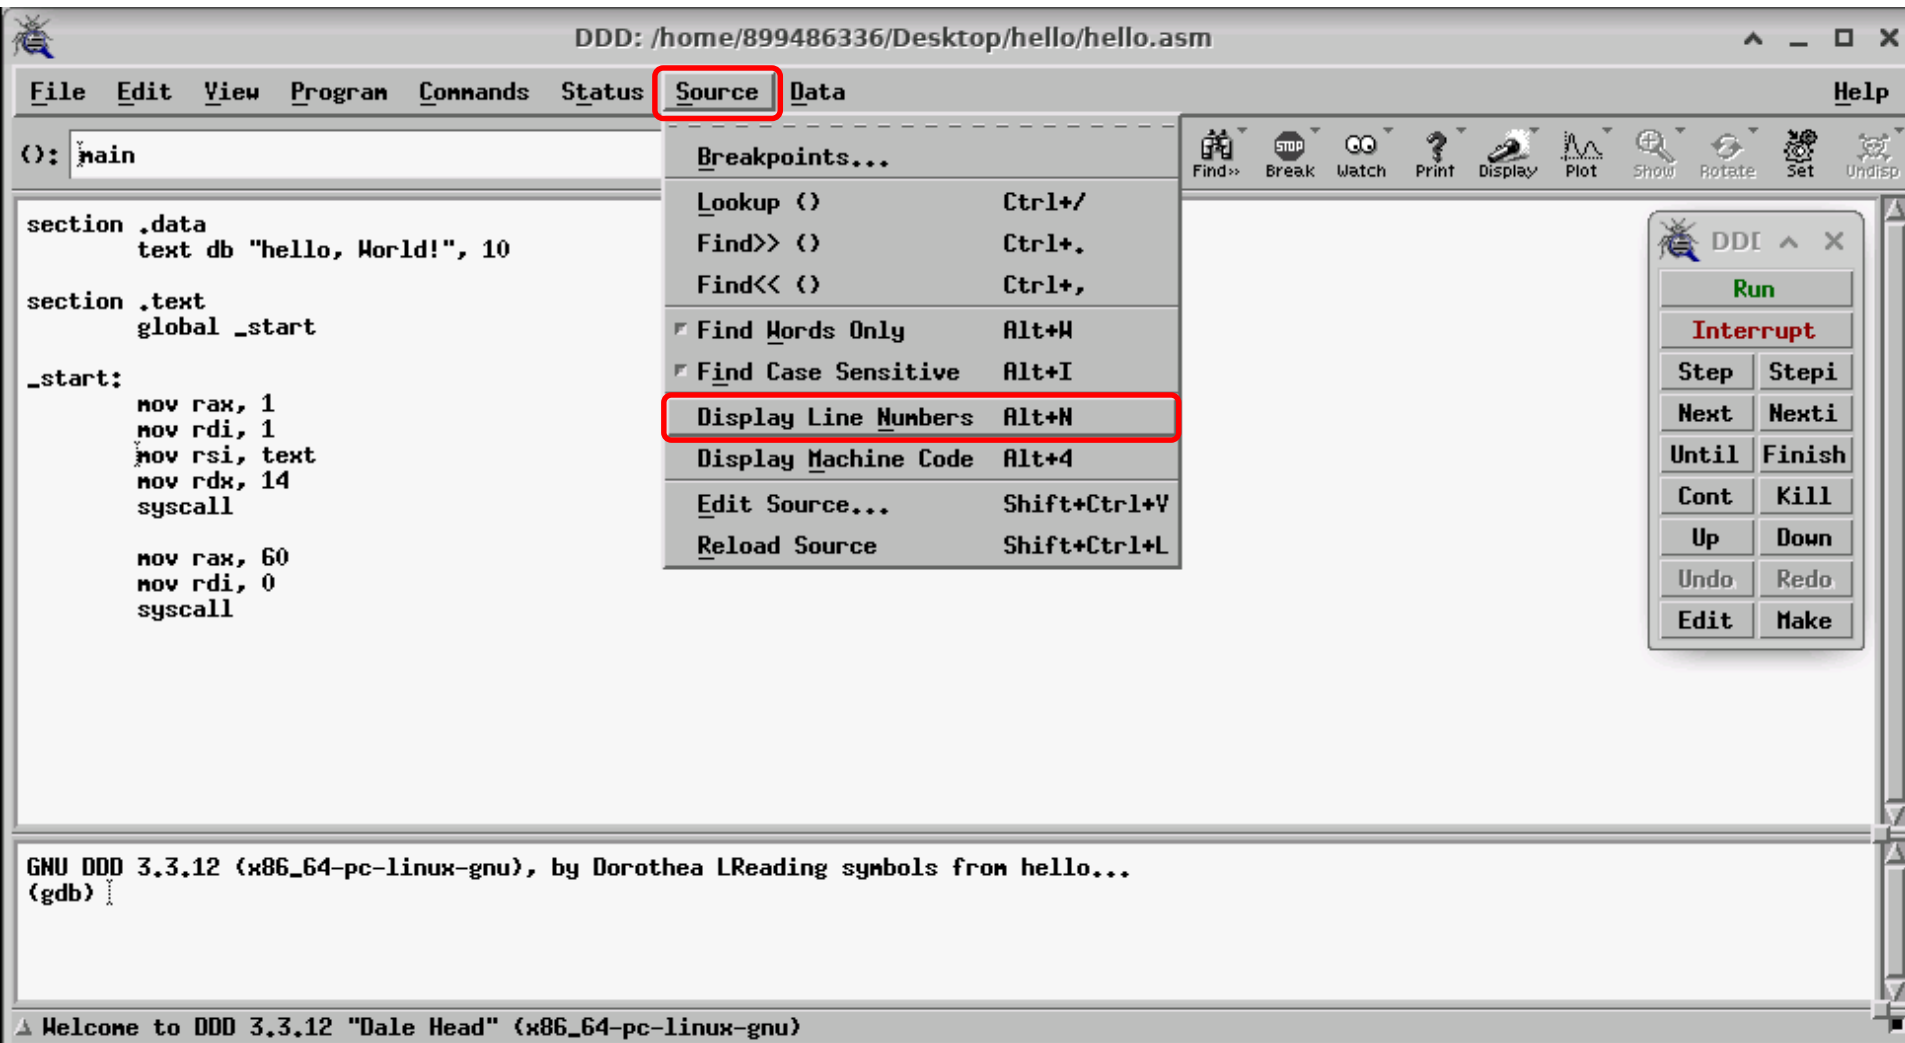 DDD: /home/899486336/Desktop/hello/hello.asm
File Edit View Program Commands Status Source Data Help
(): main
Find>> Break Watch Print Display Plot Show Rotate Set Undisp
Breakpoints...
Lookup () Ctrl+/
Find>> () Ctrl+.
Find<< () Ctrl+,
Find Words Only Alt+W
Find Case Sensitive Alt+I
Display Line Numbers Alt+N
Display Machine Code Alt+4
Edit Source... Shift+Ctrl+V
Reload Source Shift+Ctrl+L
section .data
text db "hello, World!", 10
section .text
global _start
_start:
mov rax, 1
mov rdi, 1
mov rsi, text
mov rdx, 14
syscall
mov rax, 60
mov rdi, 0
syscall
DDD
Run
Interrupt
Step Stepi
Next Nexti
Until Finish
Cont Kill
Up Down
Undo Redo
Edit Make
GNU DDD 3.3.12 (x86_64-pc-linux-gnu), by Dorothea LReading symbols from hello...
(gdb)
Welcome to DDD 3.3.12 "Dale Head" (x86_64-pc-linux-gnu)